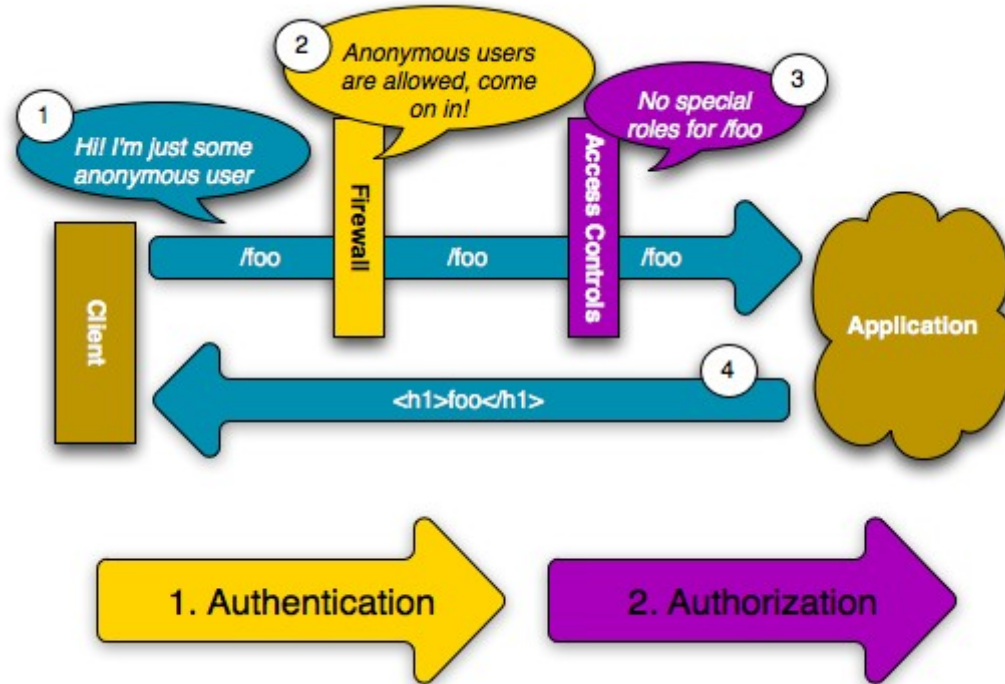 1
Hi! I'm just some
anonymous user
2
Anonymous users
are allowed, come
on in!
3
No special
roles for /foo
Client
/foo
Firewall
/foo
Access Controls
/foo
Application
4
<h1>foo</h1>
1. Authentication
2. Authorization